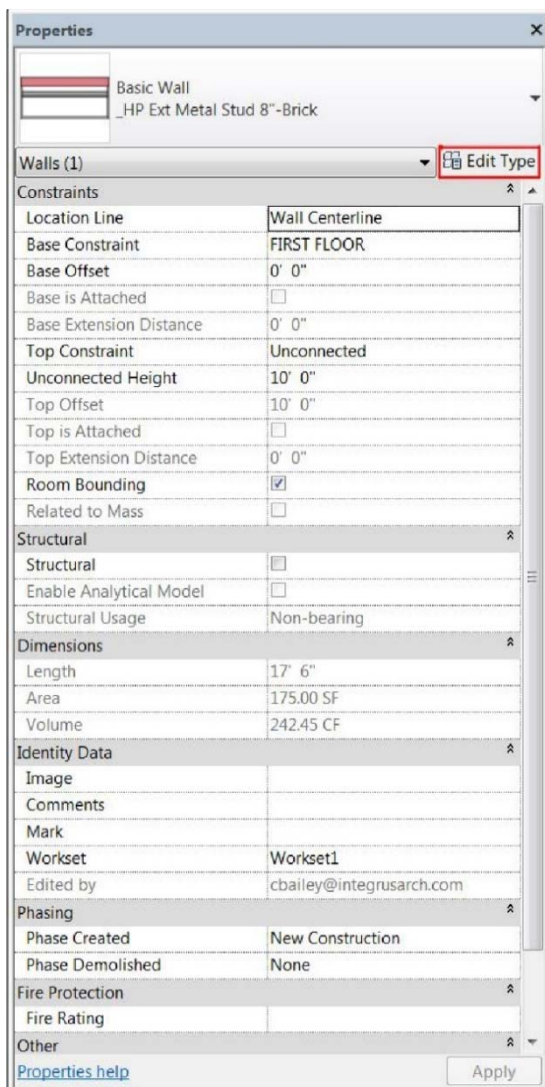 Properties
Basic Wall
_HP Ext Metal Stud 8"-Brick
Walls (1) Edit Type
Constraints
Location Line Wall Centerline
Base Constraint FIRST FLOOR
Base Offset 0' 0"
Base is Attached
Base Extension Distance 0' 0"
Top Constraint Unconnected
Unconnected Height 10' 0"
Top Offset 10' 0"
Top is Attached
Top Extension Distance 0' 0"
Room Bounding
Related to Mass
Structural
Structural
Enable Analytical Model
Structural Usage Non-bearing
Dimensions
Length 17' 6"
Area 175.00 SF
Volume 242.45 CF
Identity Data
Image
Comments
Mark
Workset Workset1
Edited by cbailey@integrusarch.com
Phasing
Phase Created New Construction
Phase Demolished None
Fire Protection
Fire Rating
Other
Properties help Apply